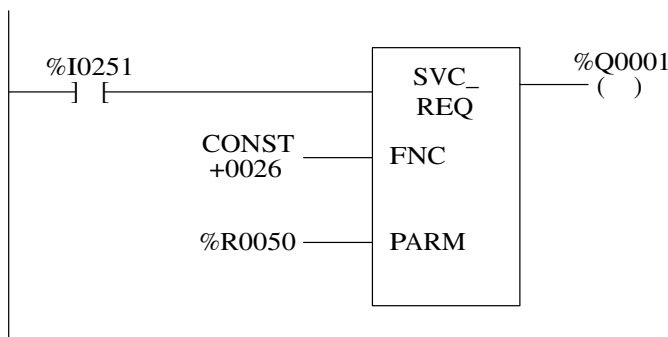 %I0251
%Q0001
] [
SVC_
REQ
( )
CONST
+0026
FNC
%R0050
PARM